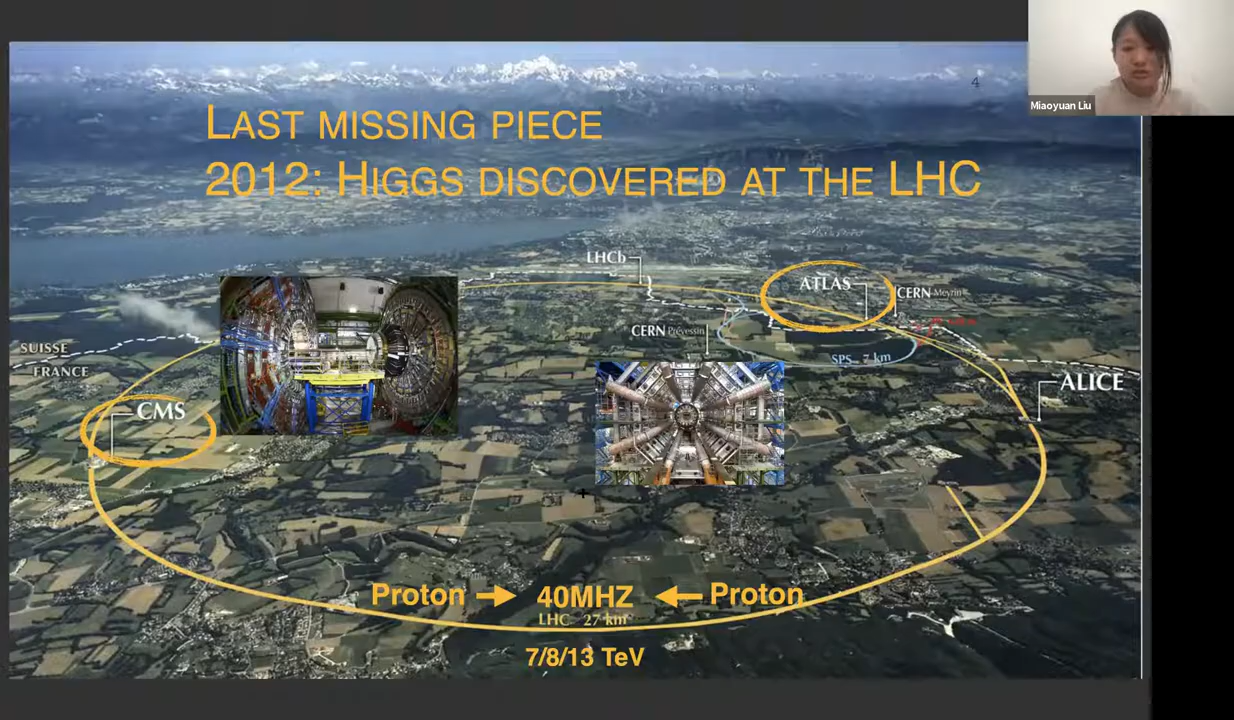 Miaoyuan Liu
4
LAST MISSING PIECE
2012: HIGGS DISCOVERED AT THE LHC
LHCb
ATLAS
CERN Meyrin
CERN Prévessin
SPS 7 km
SUISSE
FRANCE
CMS
ALICE
Proton 40MHZ Proton
LHC 27 km
7/8/13 TeV